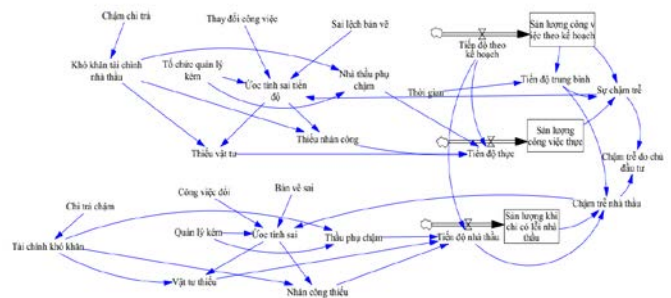 Chậm chi trả
Thay đổi công việc
Sai lệch bản vẽ
Sản lượng công v
iệc theo kế hoạch
Tiến độ theo
kế hoạch
Khó khăn tài chính
nhà thầu
Tổ chức quản lý
kém
Nhà thầu phụ
chậm
Ước tính sai tiến
độ
Thời gian
Tiến độ trung bình
Sự chậm trễ
Thiếu nhân công
Sản lượng
công việc thực
Thiếu vật tư
Tiến độ thực
Chậm trễ do chủ
đầu tư
Công việc đổi
Bản vẽ sai
Chi trả chậm
Chậm trễ nhà thầu
Quản lý kém
Ước tính sai
Thầu phụ chậm
Sản lượng khi
chỉ có lỗi nhà
thầu
Tiến độ nhà thầu
Tài chính khó khăn
Vật tư thiếu
Nhân công thiếu